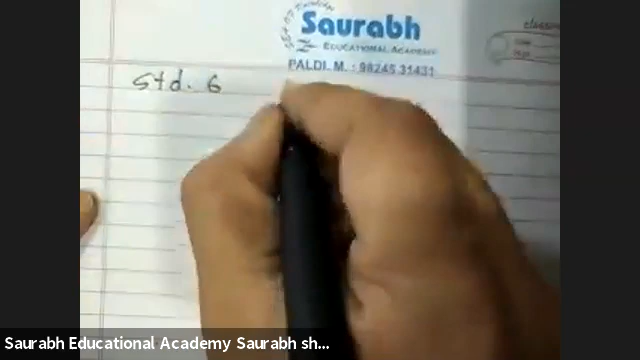 Saurabh
EDUCATIONAL ACADEMY
PALDI. M. : 98245 31431
Std. 6
Saurabh Educational Academy Saurabh sh...